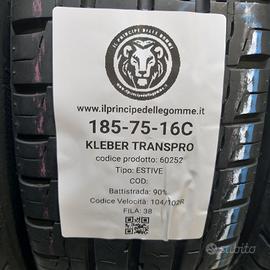 IL PRINCIPE DELLE GOMME
www.ilprincipedellegomme.it
185-75-16C
KLEBER TRANSPRO
codice prodotto: 60252
Tipo: ESTIVE
COD:
Battistrada: 90%
Codice Velocità: 104/102R
FILA: 38
subito